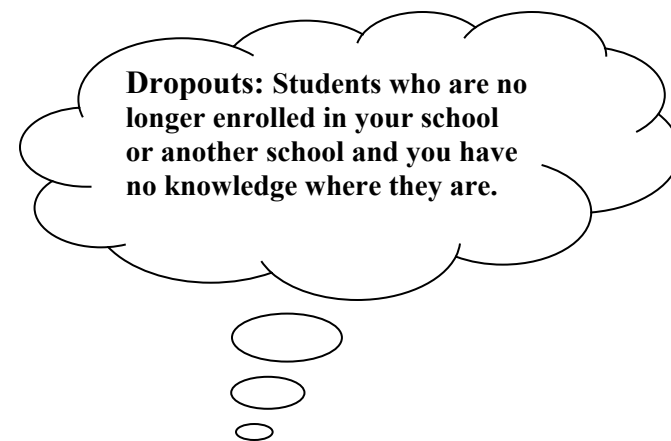 Dropouts: Students who are no
longer enrolled in your school
or another school and you have
no knowledge where they are.